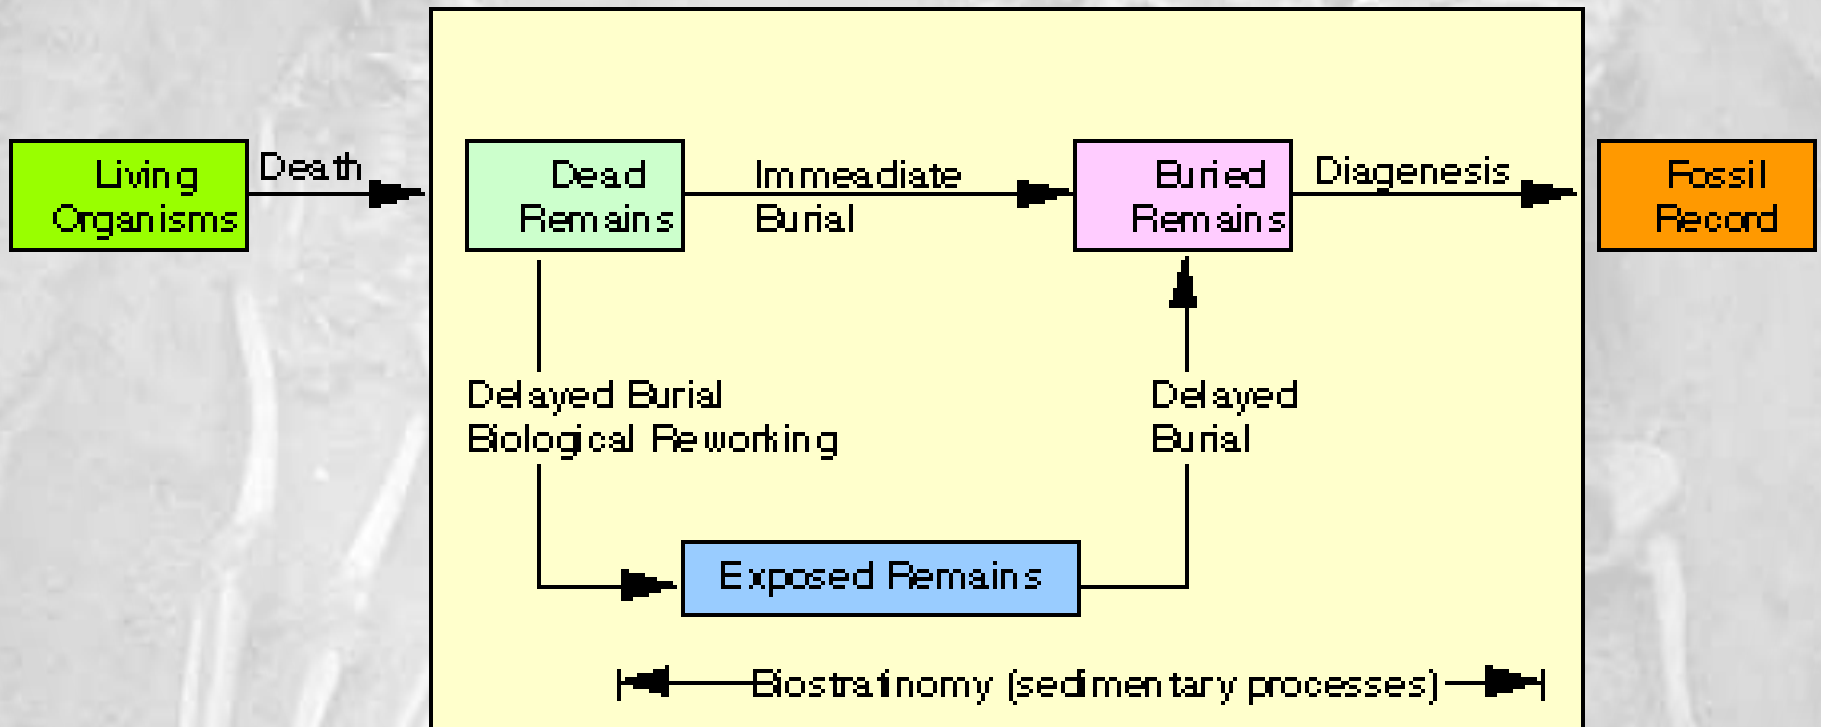 Living
Organisms
Death
Dead
Remains
Immeadiate
Burial
Buried
Remains
Diagenesis
Fossil
Record
Delayed Burial
Biological Reworking
Delayed
Burial
Exposed Remains
Biostratinomy (sedimentary processes)